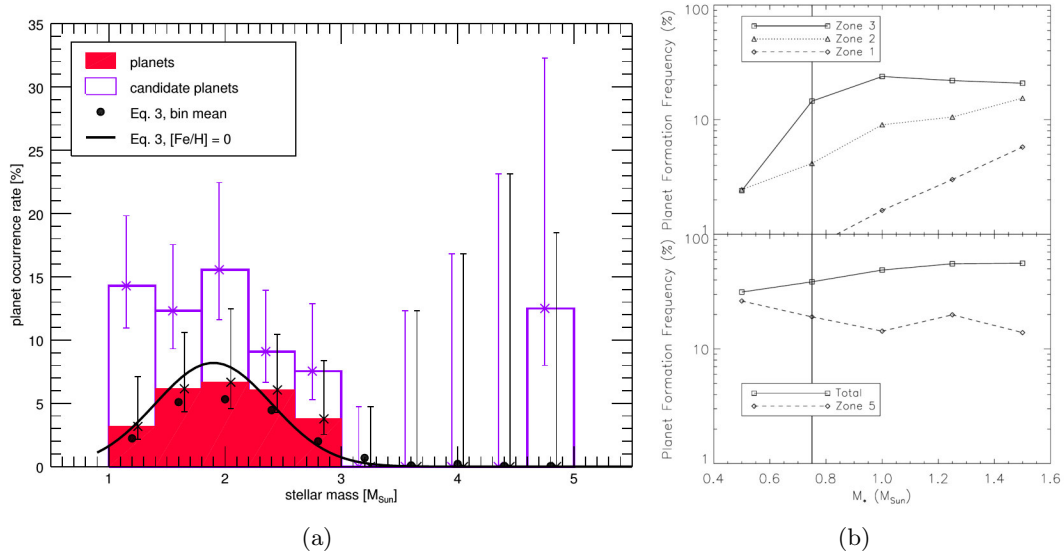 35
30
25
20
15
10
5
0
planet occurrence rate [%]
planets
candidate planets
Eq. 3, bin mean
Eq. 3, [Fe/H] = 0
1
2
3
4
5
stellar mass [M_Sun]
(a)
100
10
1
Planet Formation Frequency (%)
Zone 3
Zone 2
Zone 1
100
10
1
Planet Formation Frequency (%)
Total
Zone 5
0.4
0.6
0.8
1.0
1.2
1.4
1.6
M_* (M_Sun)
(b)